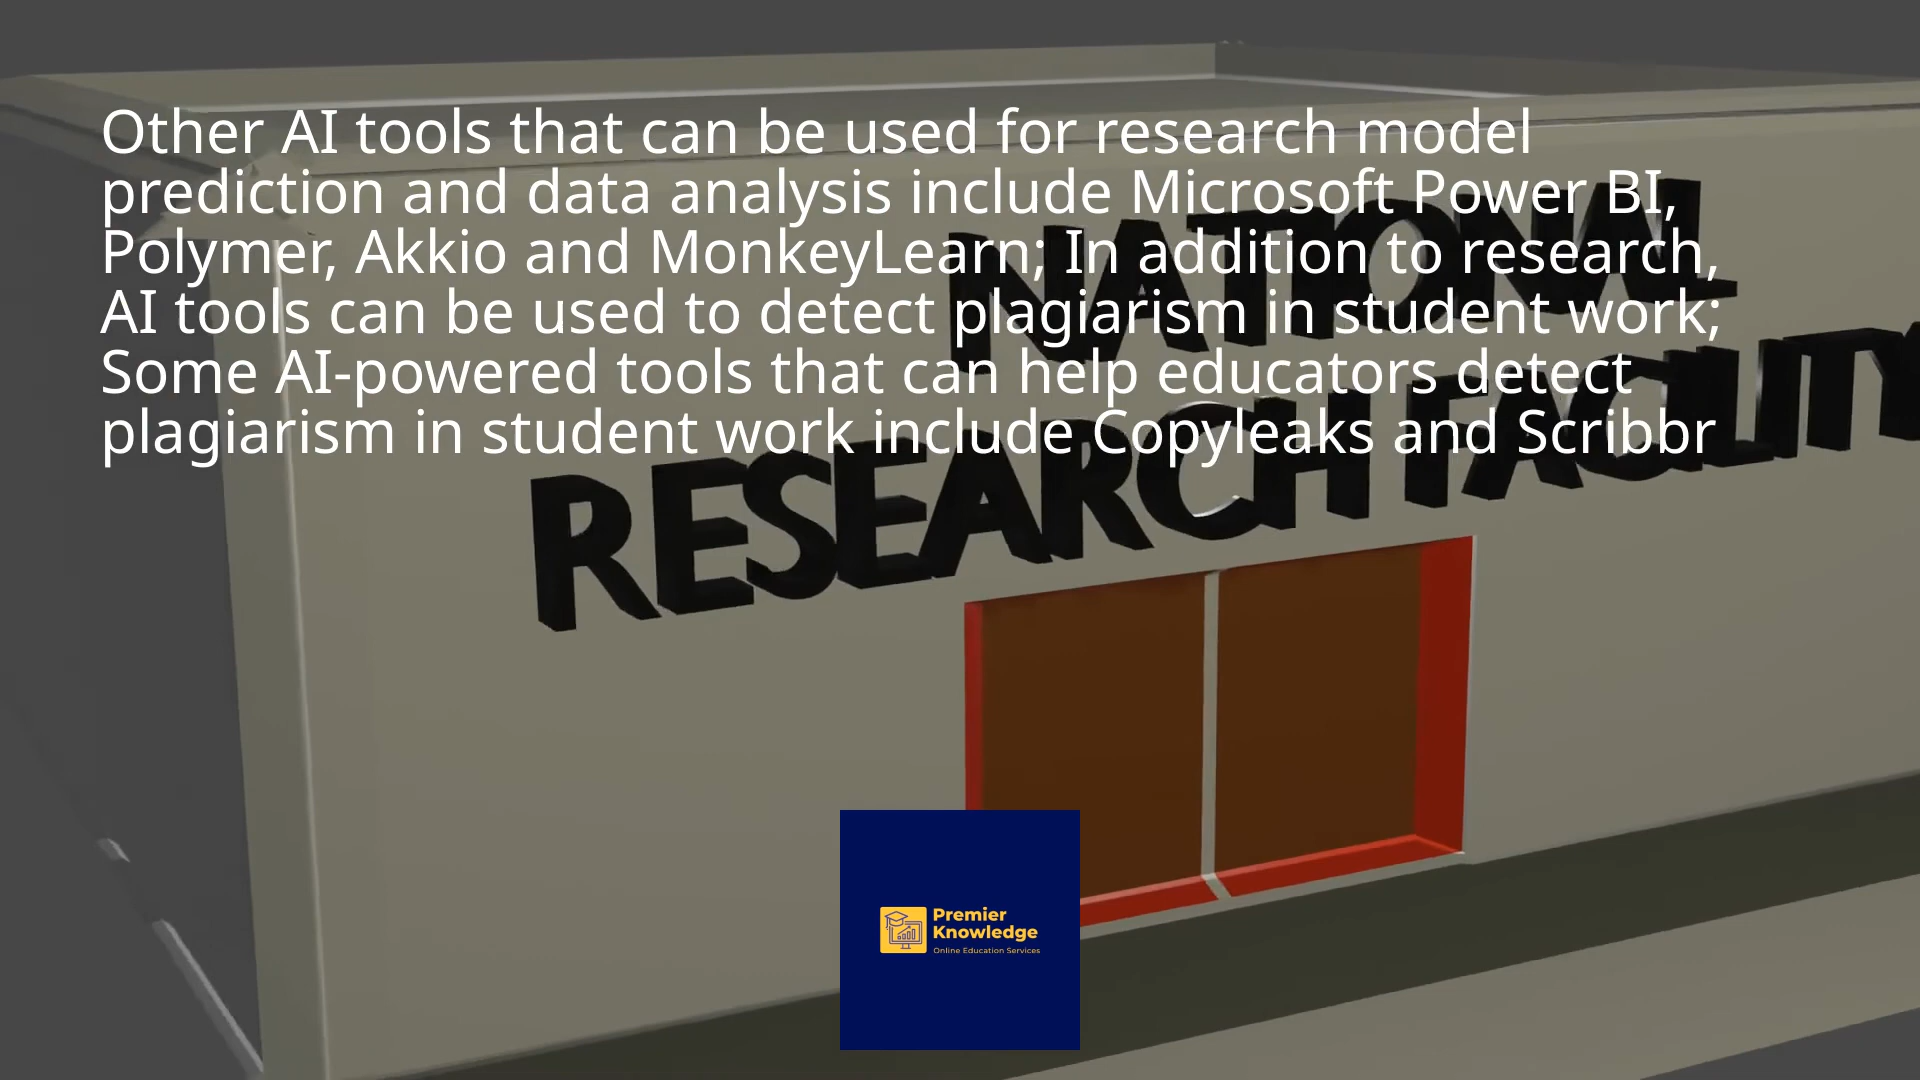 Other AI tools that can be used for research model
prediction and data analysis include Microsoft Power BI,
Polymer, Akkio and MonkeyLearn; In addition to research,
AI tools can be used to detect plagiarism in student work;
Some AI-powered tools that can help educators detect
plagiarism in student work include Copyleaks and Scribbr
NATIONAL
RESEARCH FACILITY
Premier
Knowledge
Online Education Services